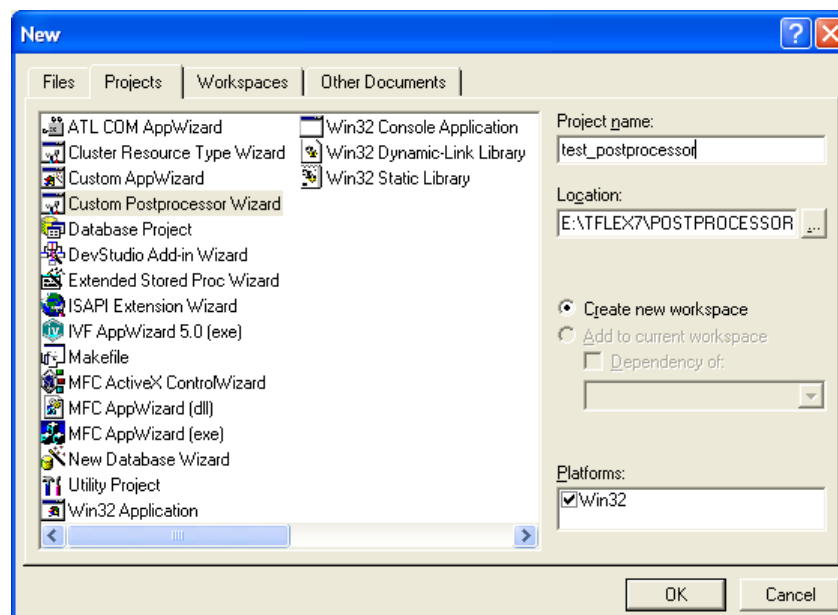 New
Files
Projects
Workspaces
Other Documents
ATL COM AppWizard
Cluster Resource Type Wizard
Custom AppWizard
Custom Postprocessor Wizard
Database Project
DevStudio Add-in Wizard
Extended Stored Proc Wizard
ISAPI Extension Wizard
IVF AppWizard 5.0 (exe)
Makefile
MFC ActiveX ControlWizard
MFC AppWizard (dll)
MFC AppWizard (exe)
New Database Wizard
Utility Project
Win32 Application
Win32 Console Application
Win32 Dynamic-Link Library
Win32 Static Library
Project name:
test_postprocessor
Location:
E:\TFLEX7\POSTPROCESSOR
...
Create new workspace
Add to current workspace
Dependency of:
Platforms:
Win32
OK
Cancel